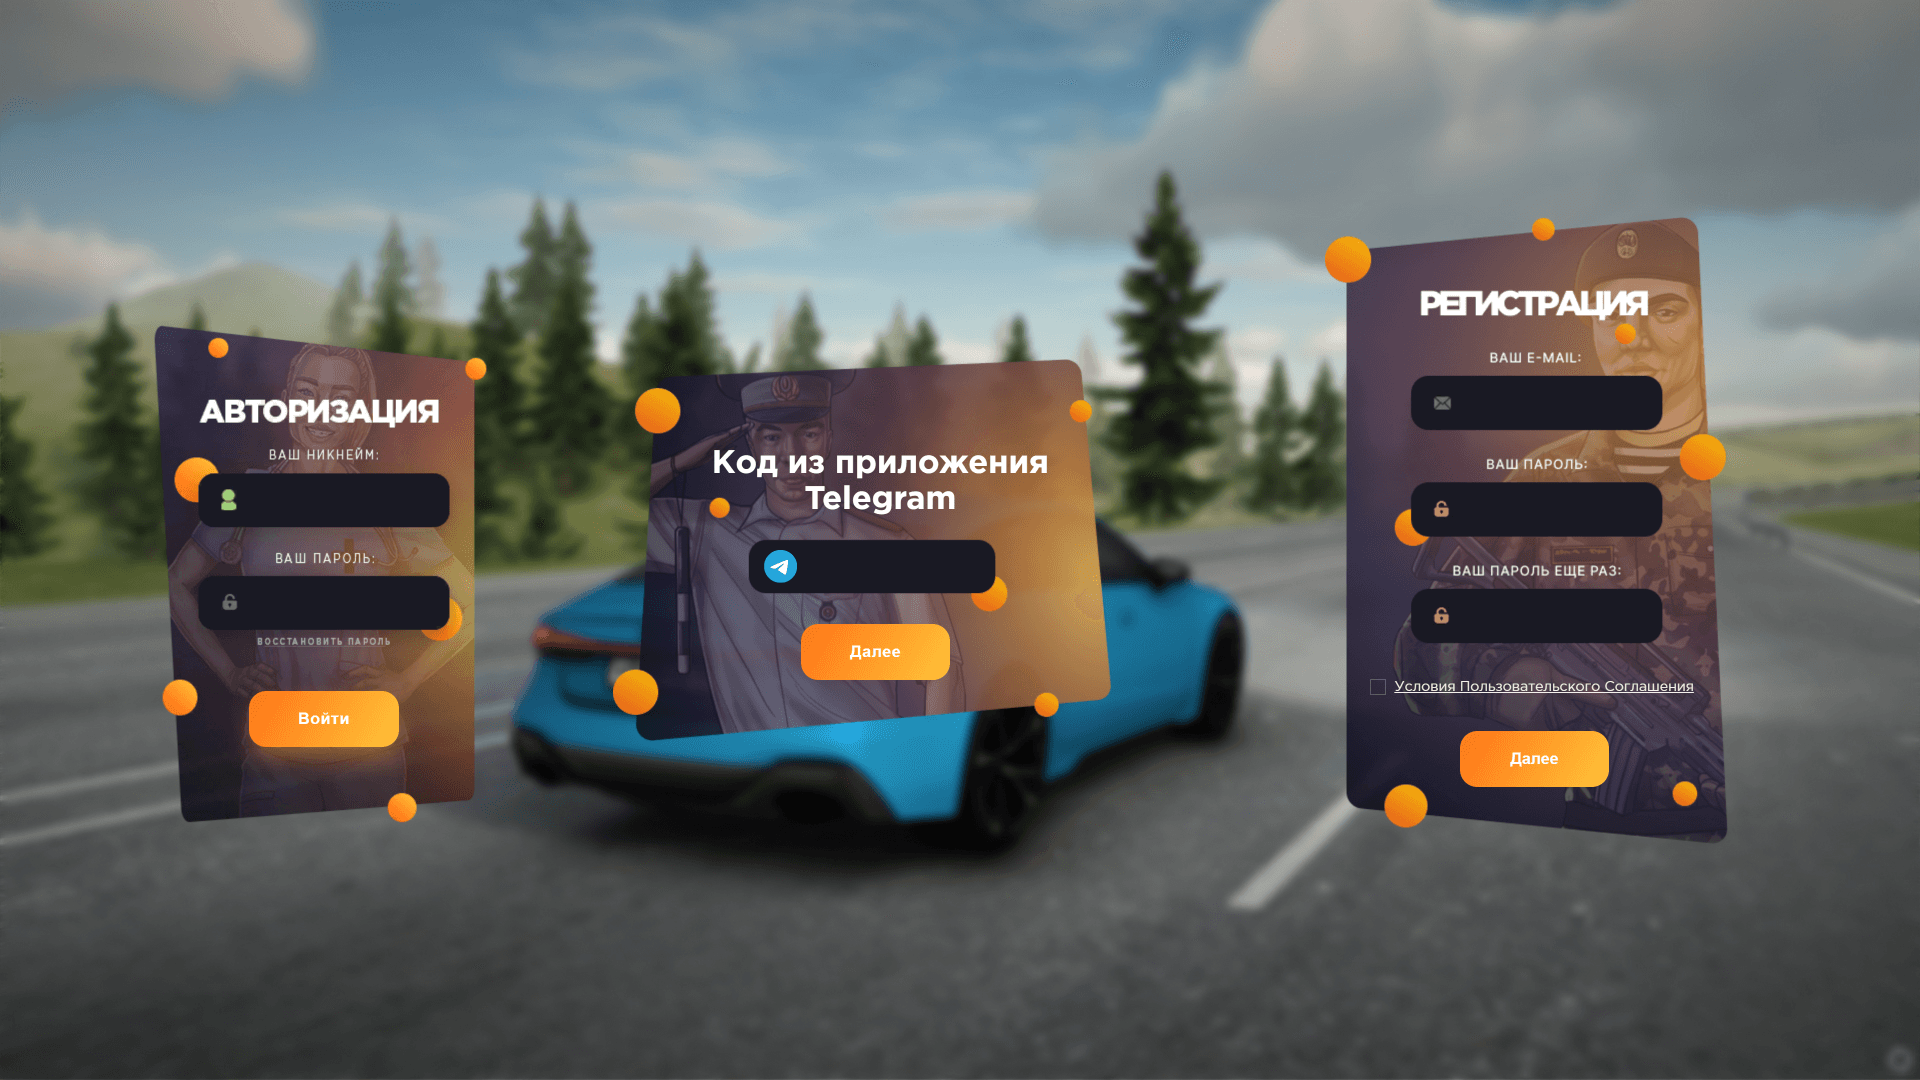 АВТОРИЗАЦИЯ
ВАШ НИКНЕЙМ:
ВАШ ПАРОЛЬ:
ВОССТАНОВИТЬ ПАРОЛЬ
Войти
Код из приложения
Telegram
Далее
РЕГИСТРАЦИЯ
ВАШ E-MAIL:
ВАШ ПАРОЛЬ:
ВАШ ПАРОЛЬ ЕЩЕ РАЗ:
Условия Пользовательского Соглашения
Далее